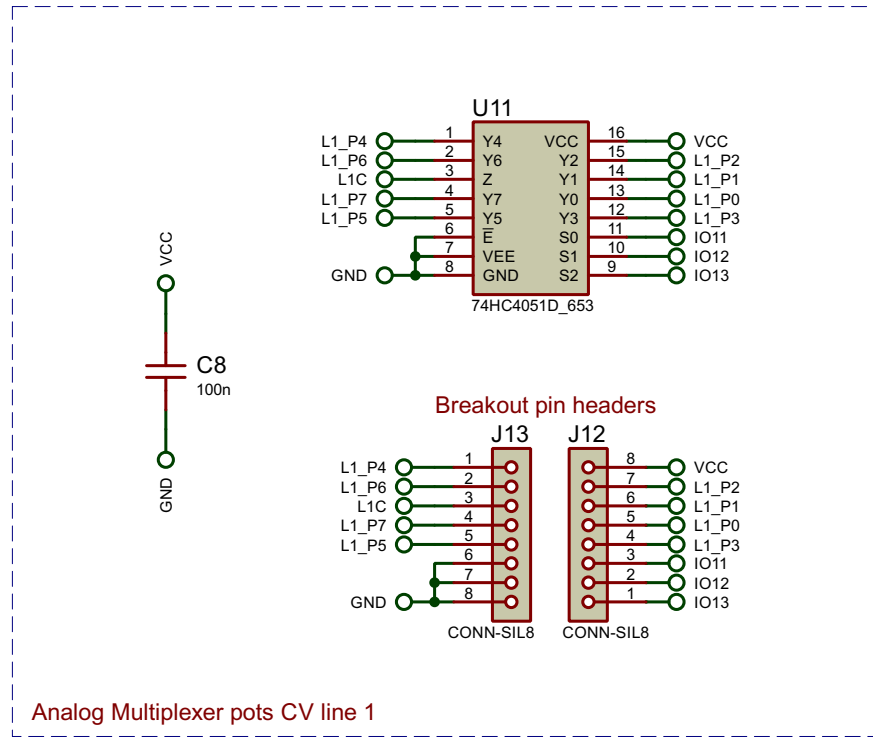 U11
L1_P4 1 Y4 VCC 16 VCC
L1_P6 2 Y6 Y2 15 L1_P2
L1C 3 Z Y1 14 L1_P1
L1_P7 4 Y7 Y0 13 L1_P0
L1_P5 5 Y5 Y3 12 L1_P3
6 E S0 11 IO11
7 VEE S1 10 IO12
GND 8 GND S2 9 IO13
74HC4051D_653
VCC
C8
100n
GND
Breakout pin headers
J13 J12
L1_P4 1 8 VCC
L1_P6 2 7 L1_P2
L1C 3 6 L1_P1
L1_P7 4 5 L1_P0
L1_P5 5 4 L1_P3
6 3 IO11
7 2 IO12
GND 8 1 IO13
CONN-SIL8 CONN-SIL8
Analog Multiplexer pots CV line 1